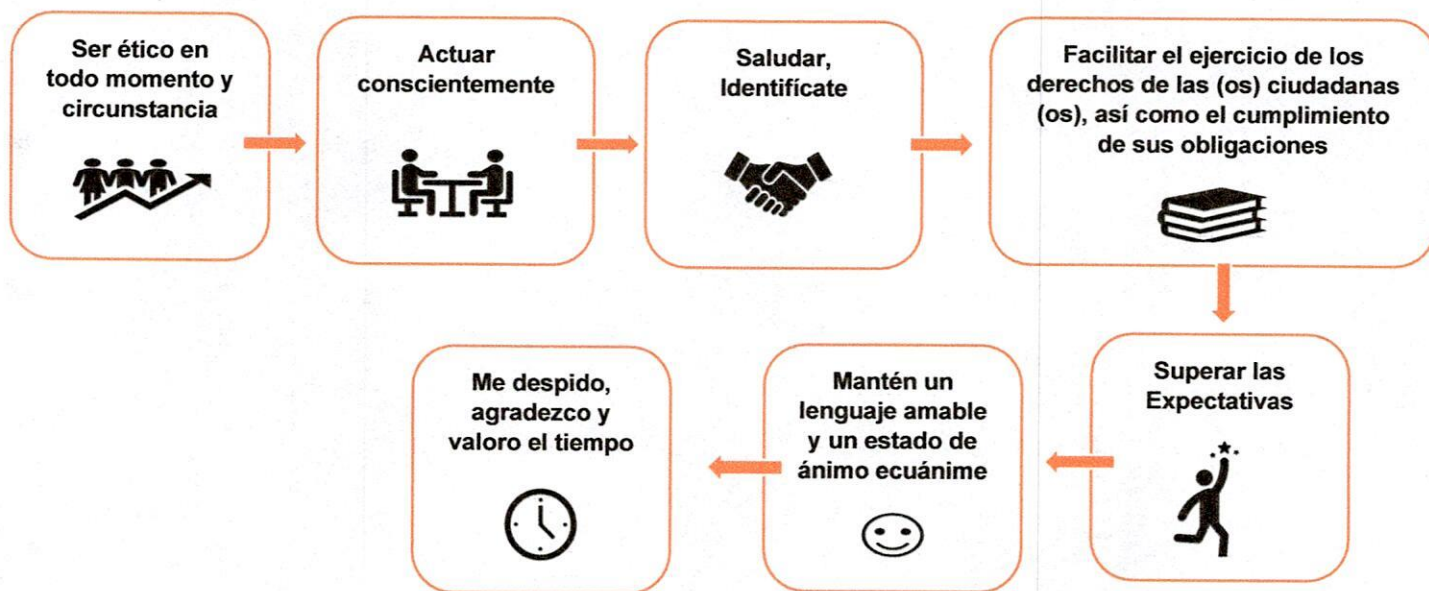 Ser ético en
todo momento y
circunstancia
Actuar
conscientemente
Saludar,
Identifícate
Facilitar el ejercicio de los
derechos de las (os) ciudadanas
(os), así como el cumplimiento
de sus obligaciones
Superar las
Expectativas
Mantén un
lenguaje amable
y un estado de
ánimo ecuánime
Me despido,
agradezco y
valoro el tiempo